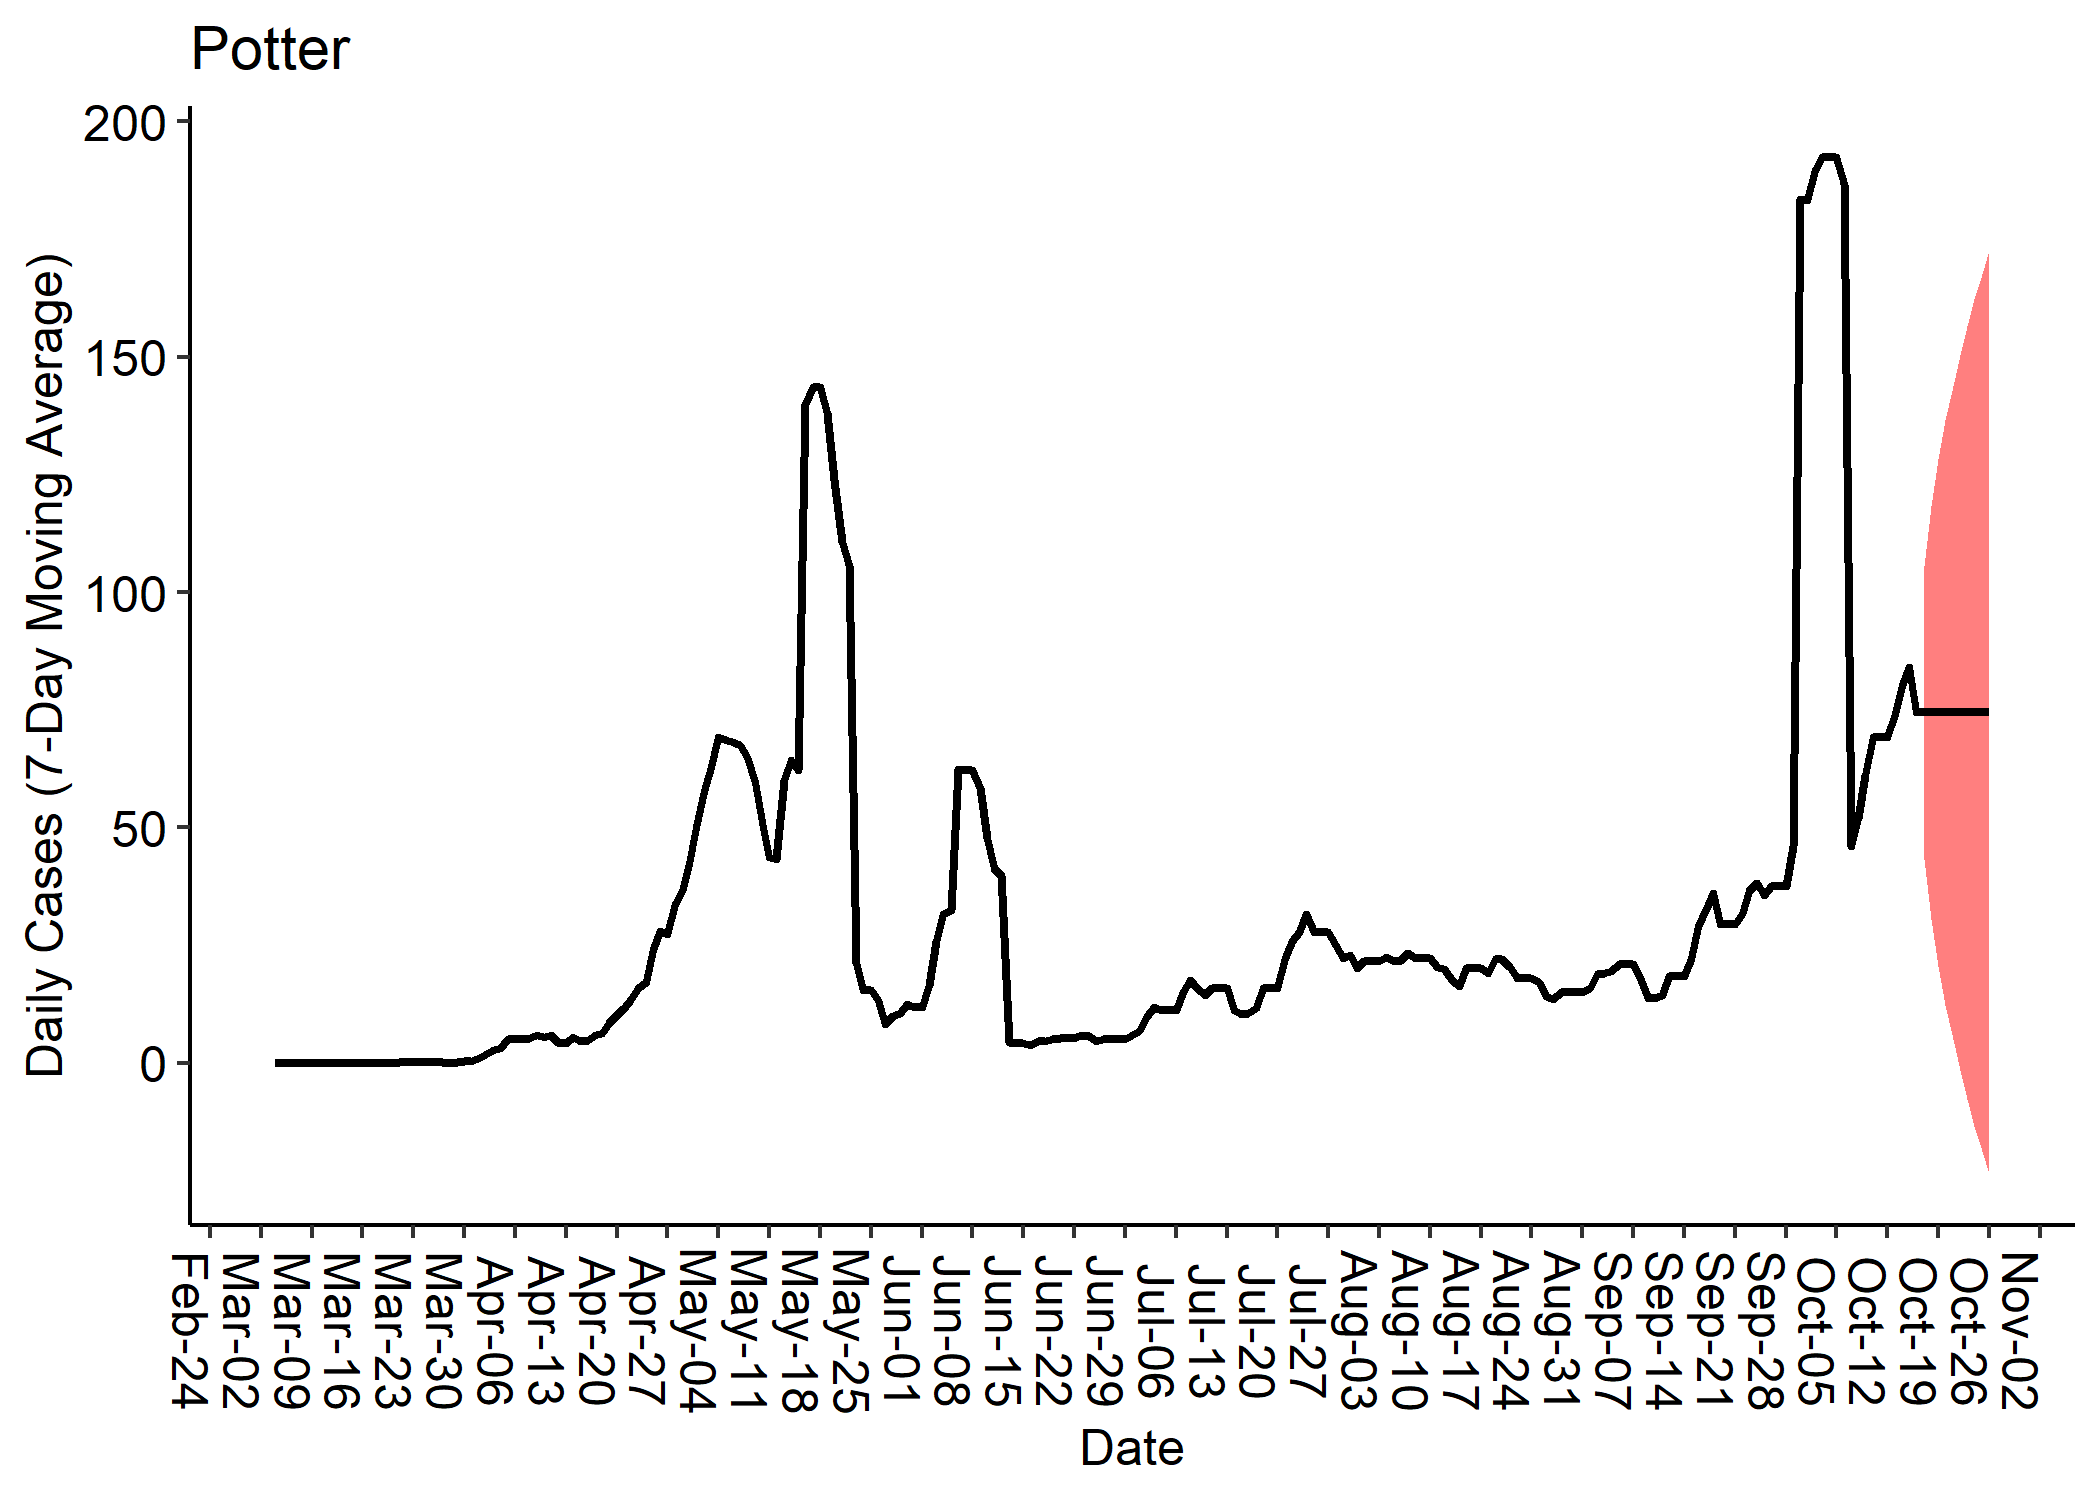 Potter
200
150
100
50
0
Daily Cases (7-Day Moving Average)
Feb-24
Mar-02
Mar-09
Mar-16
Mar-23
Mar-30
Apr-06
Apr-13
Apr-20
Apr-27
May-04
May-11
May-18
May-25
Jun-01
Jun-08
Jun-15
Jun-22
Jun-29
Jul-06
Jul-13
Jul-20
Jul-27
Aug-03
Aug-10
Aug-17
Aug-24
Aug-31
Sep-07
Sep-14
Sep-21
Sep-28
Oct-05
Oct-12
Oct-19
Oct-26
Nov-02
Date